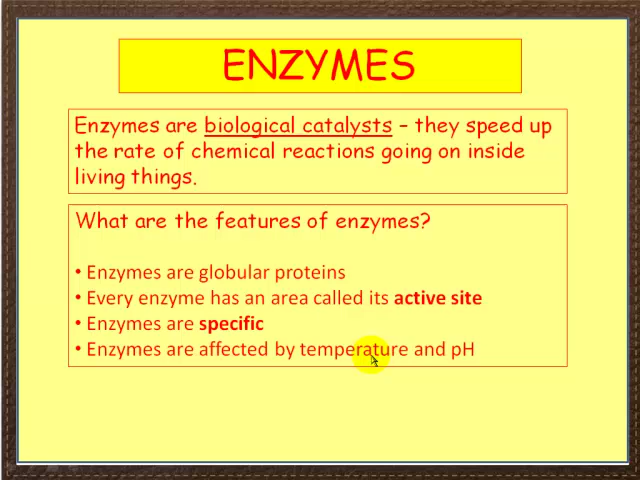 ENZYMES
Enzymes are biological catalysts – they speed up
the rate of chemical reactions going on inside
living things.
What are the features of enzymes?
• Enzymes are globular proteins
• Every enzyme has an area called its active site
• Enzymes are specific
• Enzymes are affected by temperature and pH